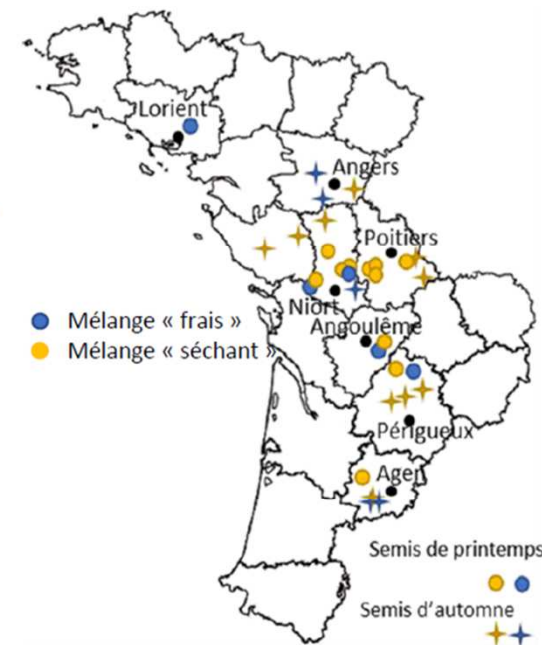 Lorient
Angers
Poitiers
Niort
Angoulême
Mélange « frais »
Mélange « séchant »
Périgueux
Agen
Semis de printemps
Semis d'automne